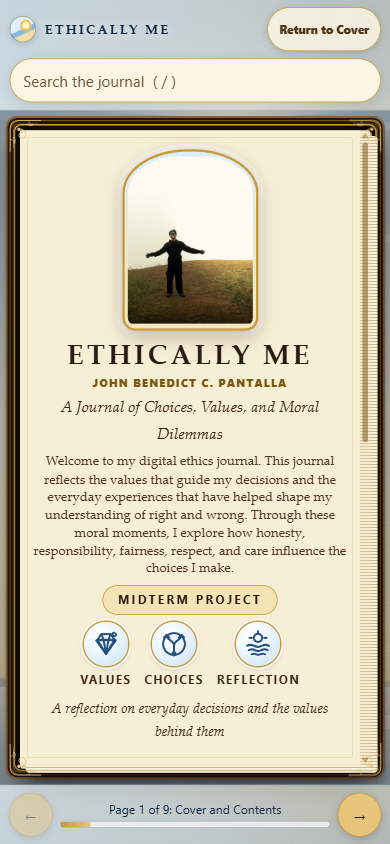 ETHICALLY ME
Return to Cover
Search the journal ( / )
ETHICALLY ME
JOHN BENEDICT C. PANTALLA
A Journal of Choices, Values, and Moral
Dilemmas
Welcome to my digital ethics journal. This journal
reflects the values that guide my decisions and the
everyday experiences that have helped shape my
understanding of right and wrong. Through these
moral moments, I explore how honesty,
responsibility, fairness, respect, and care influence the
choices I make.
MIDTERM PROJECT
VALUES CHOICES REFLECTION
A reflection on everyday decisions and the values
behind them
← Page 1 of 9: Cover and Contents →